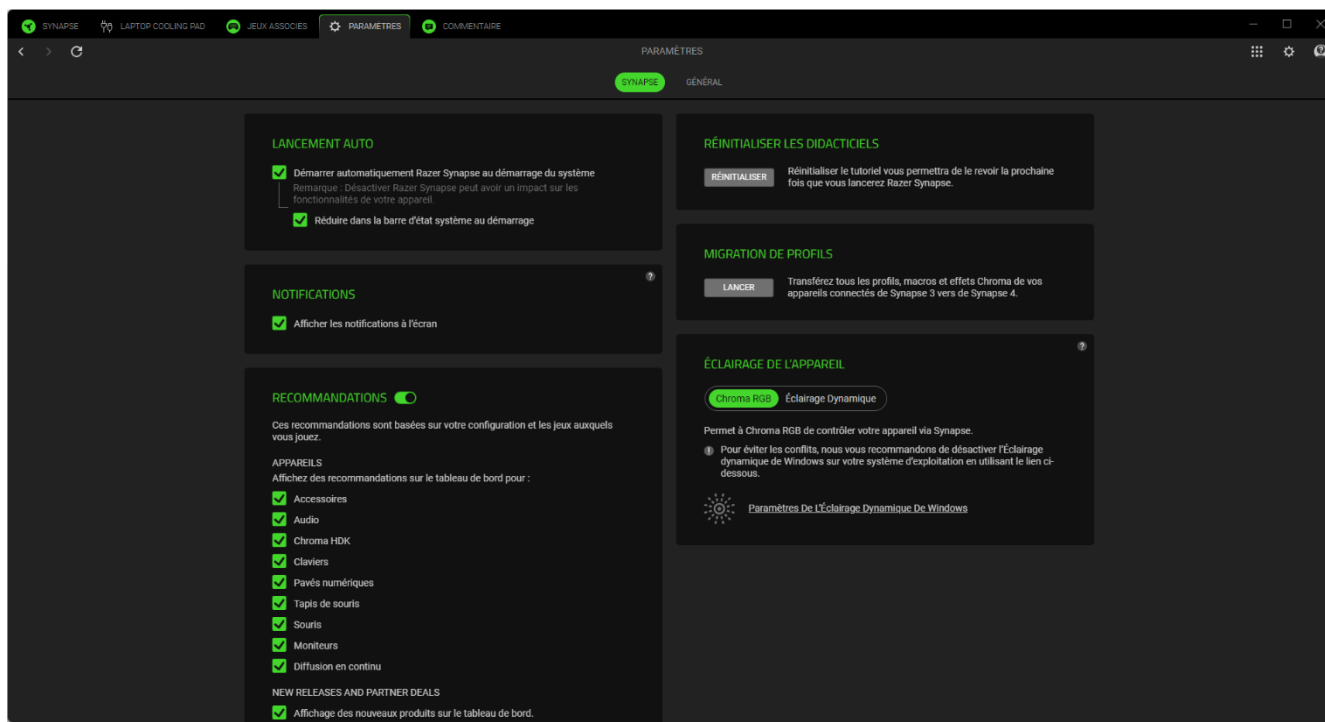 SYNAPSE
LAPTOP COOLING PAD
JEUX ASSOCIÉS
PARAMÈTRES
COMMENTAIRE
PARAMÈTRES
SYNAPSE
GÉNÉRAL
LANCEMENT AUTO
Démarrer automatiquement Razer Synapse au démarrage du système
Remarque : Désactiver Razer Synapse peut avoir un impact sur les
fonctionnalités de votre appareil.
Réduire dans la barre d'état système au démarrage
NOTIFICATIONS
Afficher les notifications à l'écran
RECOMMANDATIONS
Ces recommandations sont basées sur votre configuration et les jeux auxquels
vous jouez.
APPAREILS
Affichez des recommandations sur le tableau de bord pour :
Accessoires
Audio
Chroma HDK
Claviers
Pavés numériques
Tapis de souris
Souris
Moniteurs
Diffusion en continu
NEW RELEASES AND PARTNER DEALS
Affichage des nouveaux produits sur le tableau de bord.
RÉINITIALISER LES DIDACTICIELS
RÉINITIALISER
Réinitialiser le tutoriel vous permettra de le revoir la prochaine
fois que vous lancerez Razer Synapse.
MIGRATION DE PROFILS
LANCER
Transférez tous les profils, macros et effets Chroma de vos
appareils connectés de Synapse 3 vers de Synapse 4.
ÉCLAIRAGE DE L'APPAREIL
Chroma RGB
Éclairage Dynamique
Permet à Chroma RGB de contrôler votre appareil via Synapse.
Pour éviter les conflits, nous vous recommandons de désactiver l'Éclairage
dynamique de Windows sur votre système d'exploitation en utilisant le lien ci-
dessous.
Paramètres De L'Éclairage Dynamique De Windows